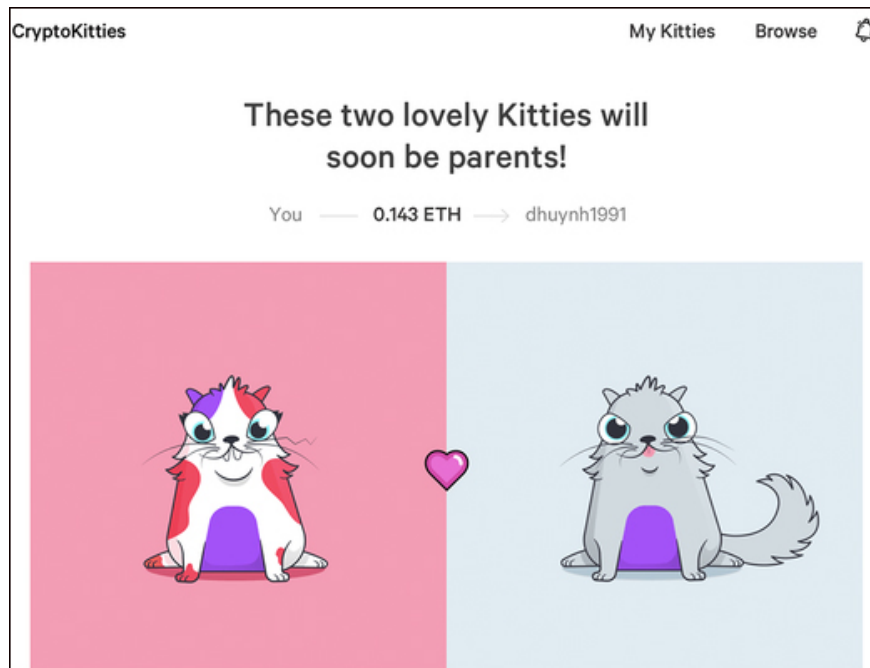 CryptoKitties My Kitties Browse
These two lovely Kitties will
soon be parents!
You 0.143 ETH dhuynh1991